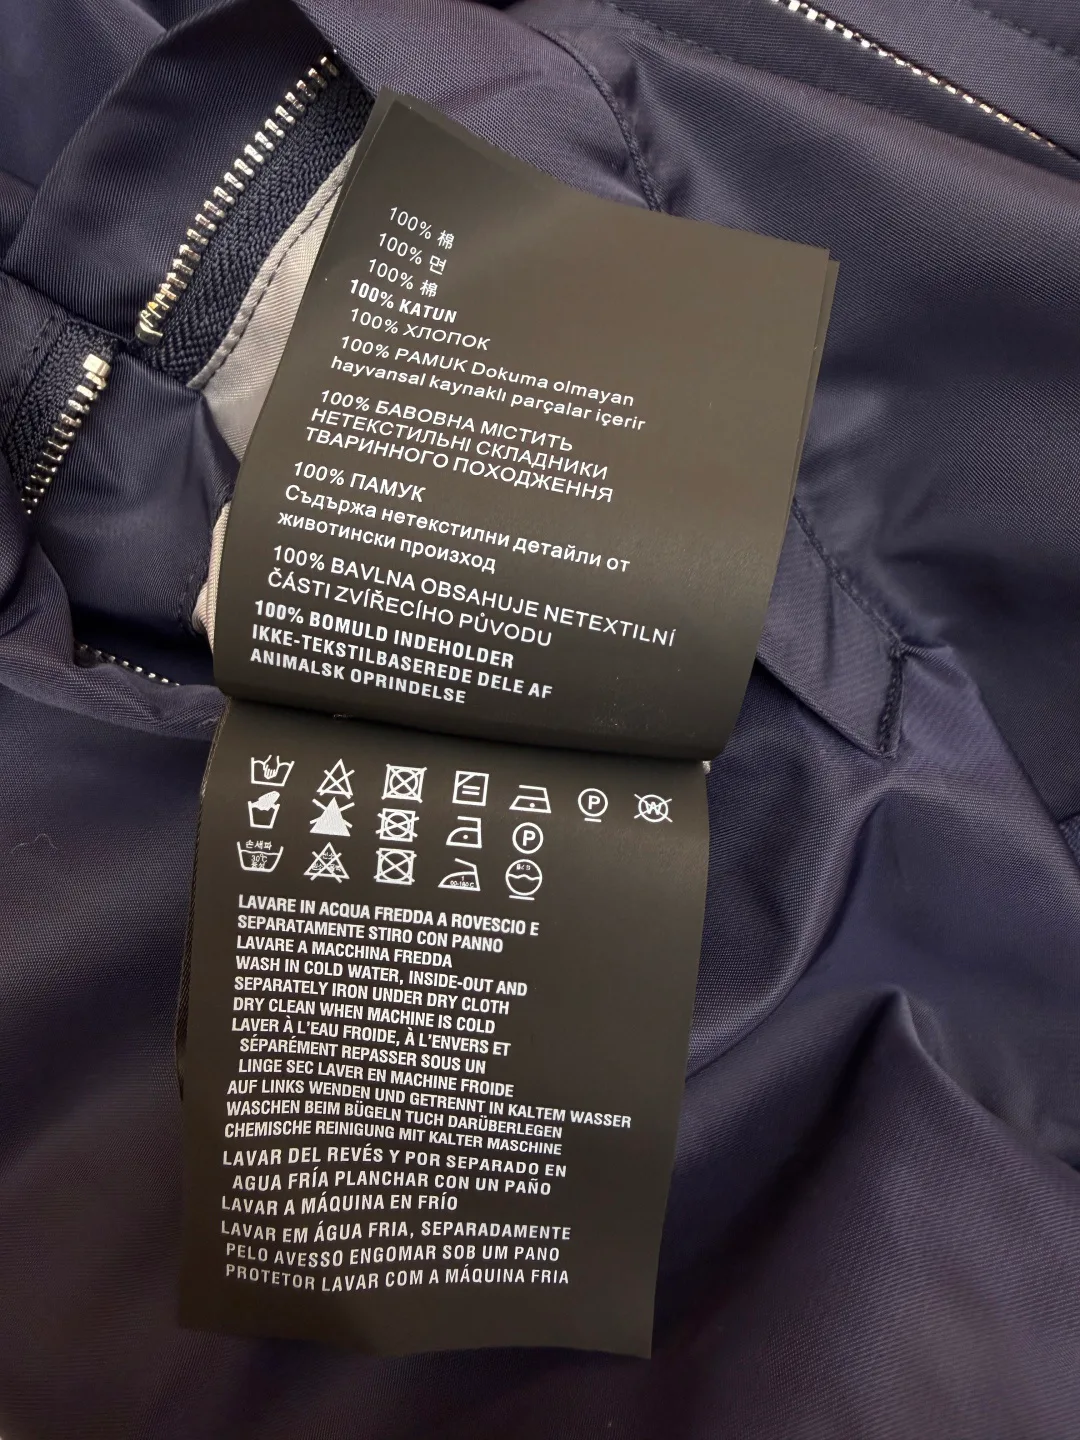 100% 棉
100% 면
100% 棉
100% KATUN
100% ХЛОПОК
100% PAMUK Dokuma olmayan
hayvansal kaynaklı parçalar içerir
100% БАВОВНА МІСТИТЬ
НЕТЕКСТИЛЬНІ СКЛАДНИКИ
ТВАРИННОГО ПОХОДЖЕННЯ
100% ПАМУК
Съдържа нетекстилни детайли от
животински произход
100% BAVLNA OBSAHUJE NETEXTILNÍ
ČÁSTI ZVÍŘECÍHO PŮVODU
100% BOMULD INDEHOLDER
IKKE-TEKSTILBASEREDE DELE AF
ANIMALSK OPRINDELSE
P W
P
손세탁
30°C
중성
LAVARE IN ACQUA FREDDA A ROVESCIO E
SEPARATAMENTE STIRO CON PANNO
LAVARE A MACCHINA FREDDA
WASH IN COLD WATER, INSIDE-OUT AND
SEPARATELY IRON UNDER DRY CLOTH
DRY CLEAN WHEN MACHINE IS COLD
LAVER À L'EAU FROIDE, À L'ENVERS ET
SÉPARÉMENT REPASSER SOUS UN
LINGE SEC LAVER EN MACHINE FROIDE
AUF LINKS WENDEN UND GETRENNT IN KALTEM WASSER
WASCHEN BEIM BÜGELN TUCH DARÜBERLEGEN
CHEMISCHE REINIGUNG MIT KALTER MASCHINE
LAVAR DEL REVÉS Y POR SEPARADO EN
AGUA FRÍA PLANCHAR CON UN PAÑO
LAVAR A MÁQUINA EN FRÍO
LAVAR EM ÁGUA FRIA, SEPARADAMENTE
PELO AVESSO ENGOMAR SOB UM PANO
PROTETOR LAVAR COM A MÁQUINA FRIA